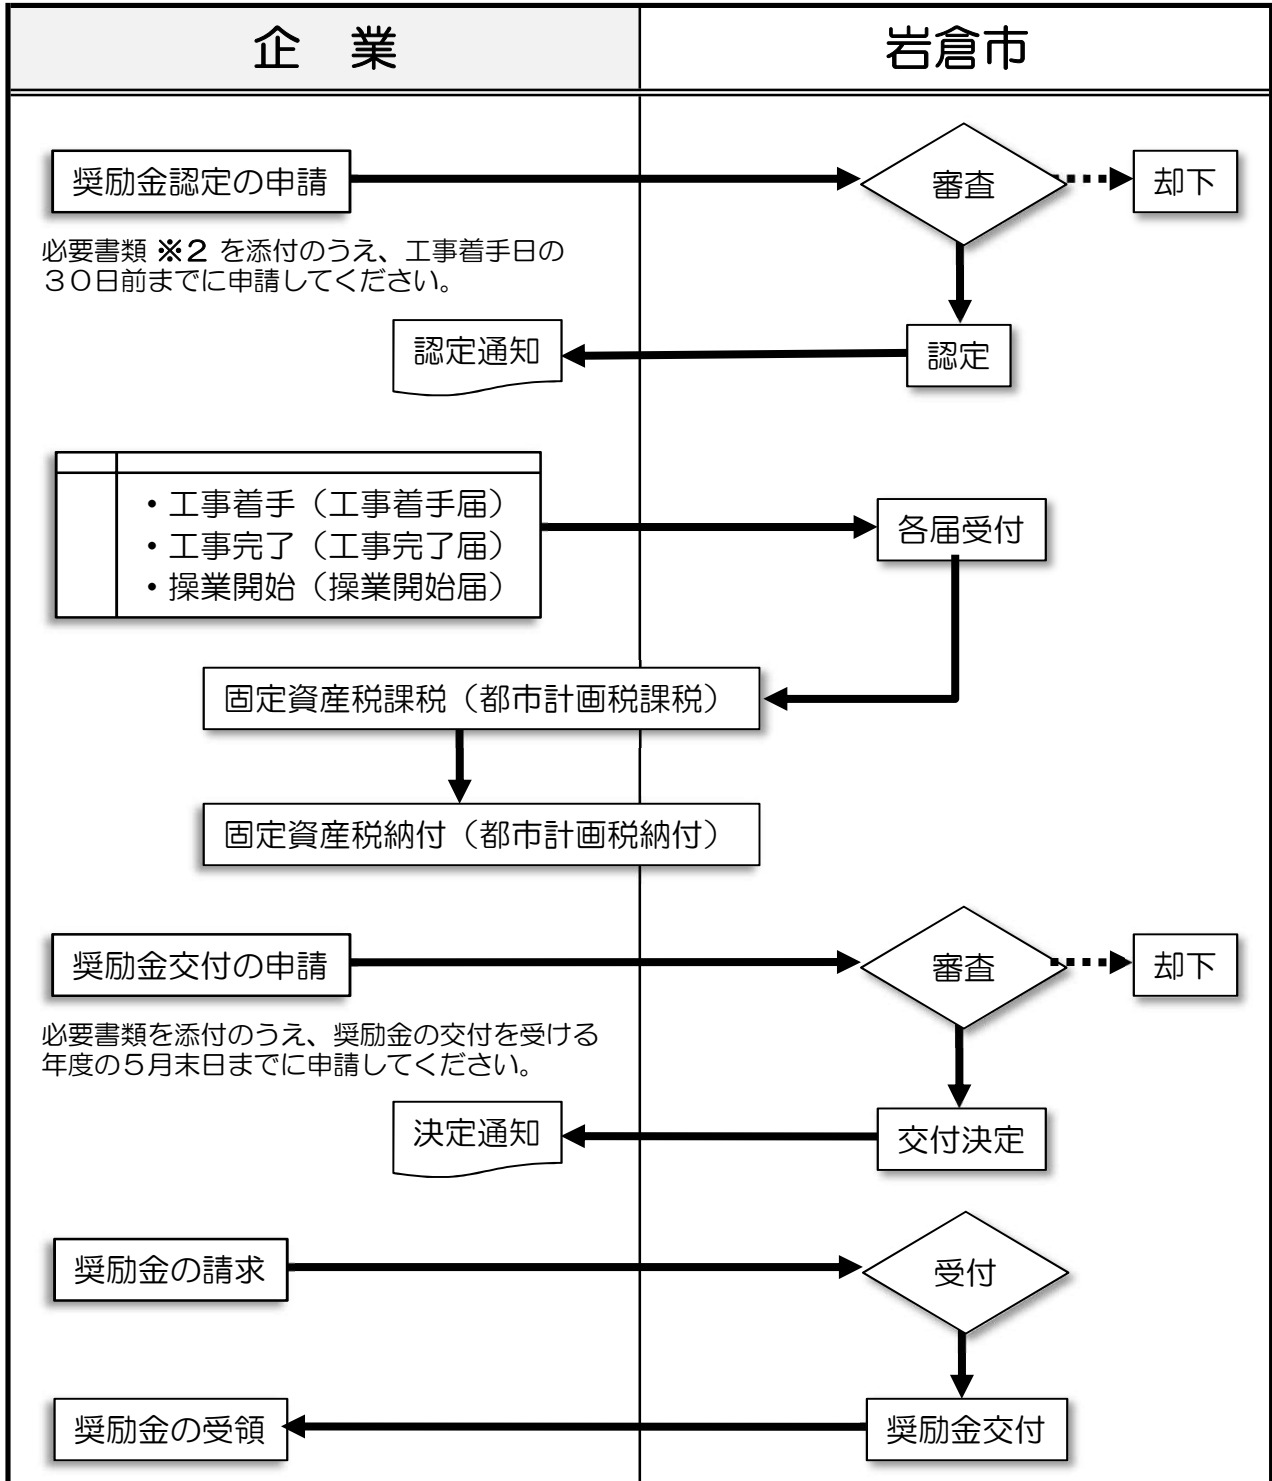 企　業
岩倉市
奨励金認定の申請
審査
却下
必要書類 ※２ を添付のうえ、工事着手日の
３０日前までに申請してください。
認定通知
認定
・工事着手（工事着手届）
・工事完了（工事完了届）
・操業開始（操業開始届）
各届受付
固定資産税課税（都市計画税課税）
固定資産税納付（都市計画税納付）
奨励金交付の申請
審査
却下
必要書類を添付のうえ、奨励金の交付を受ける
年度の５月末日までに申請してください。
決定通知
交付決定
奨励金の請求
受付
奨励金の受領
奨励金交付